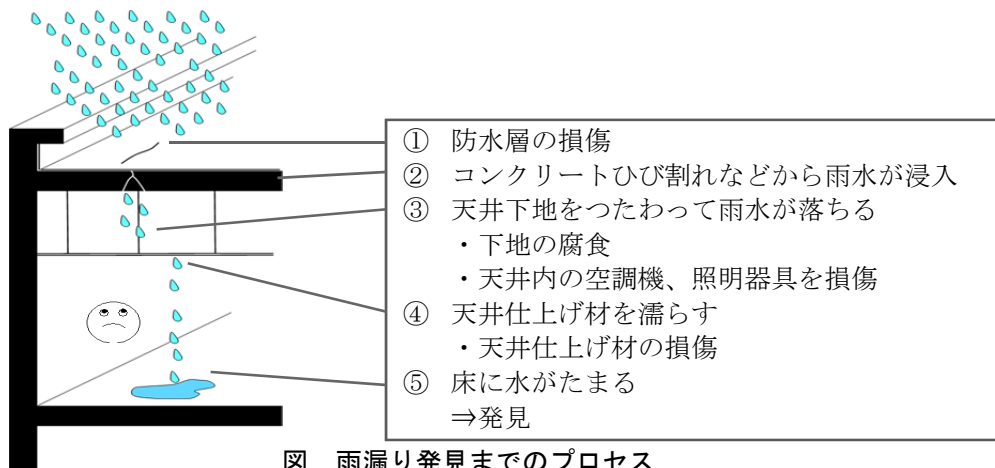 ① 防水層の損傷
② コンクリートひび割れなどから雨水が浸入
③ 天井下地をつたわって雨水が落ちる
・下地の腐食
・天井内の空調機、照明器具を損傷
④ 天井仕上げ材を濡らす
・天井仕上げ材の損傷
⑤ 床に水がたまる
⇒発見
図 雨漏り発見までのプロセス